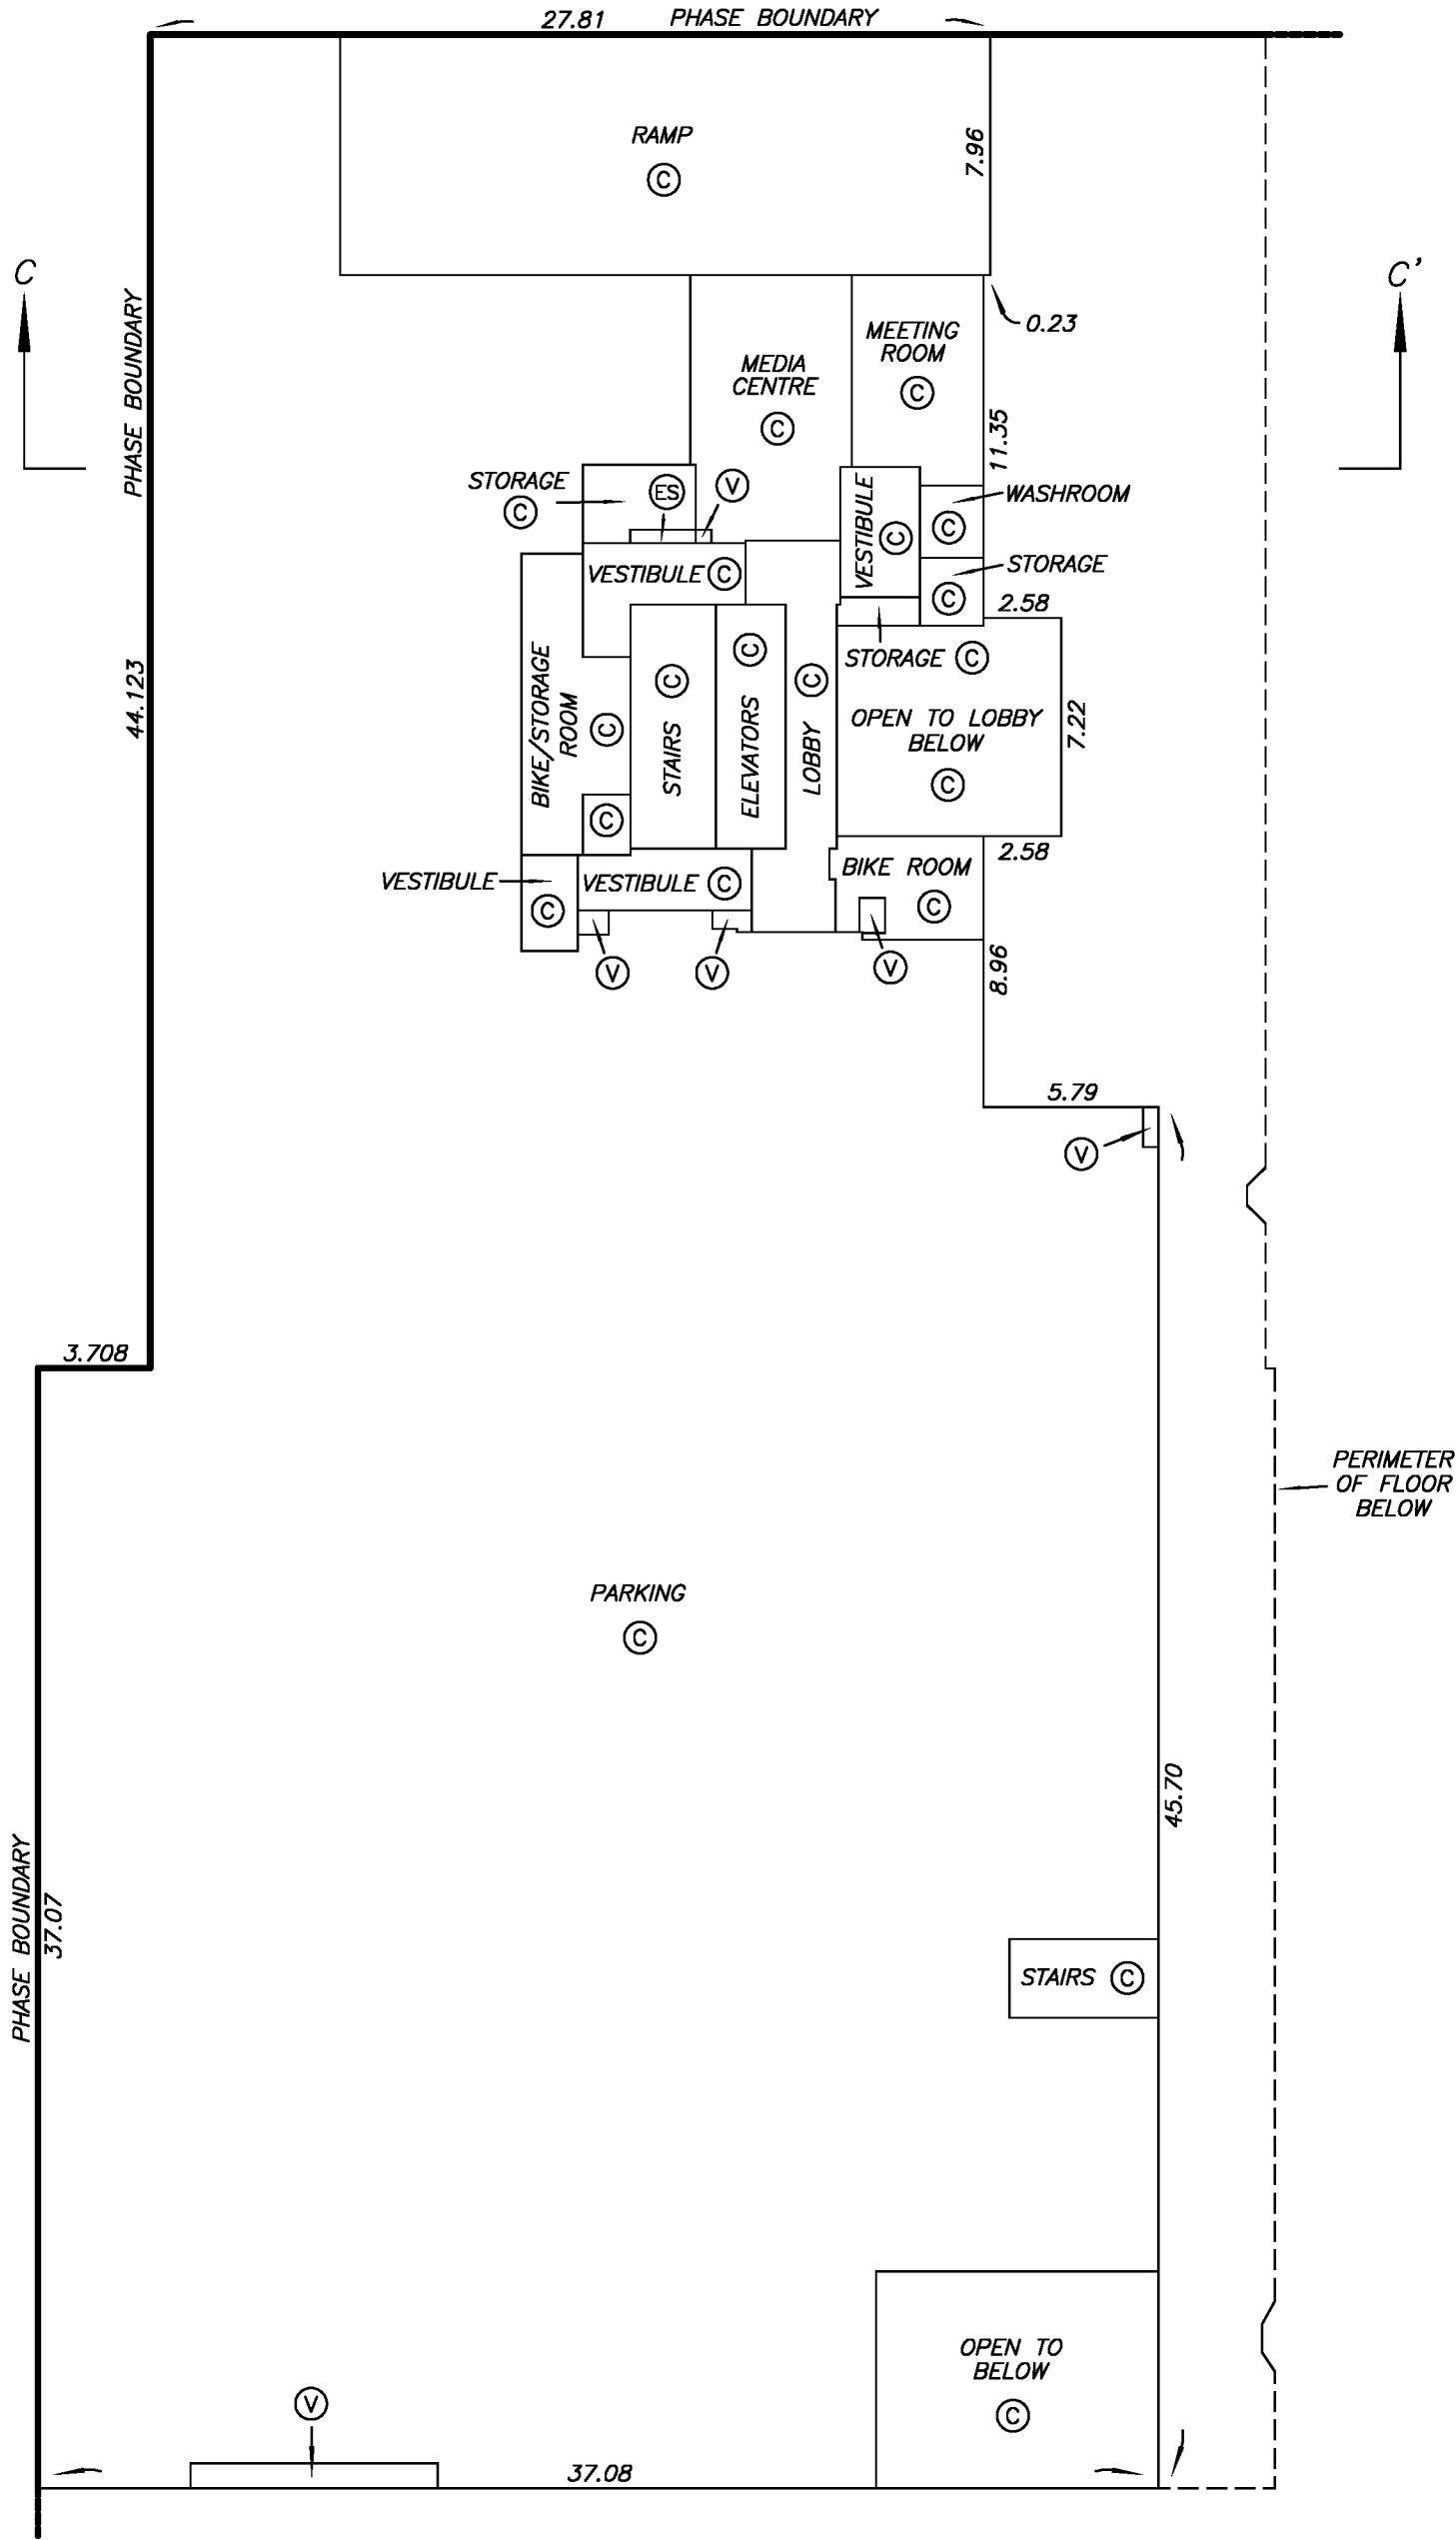 27.81 PHASE BOUNDARY
RAMP
C
7.96
C
C'
PHASE BOUNDARY
0.23
MEETING
ROOM
C
MEDIA
CENTRE
C
11.35
STORAGE
C
ES
V
VESTIBULE
C
WASHROOM
C
VESTIBULE C
STORAGE
C
2.58
STORAGE C
44.123
BIKE/STORAGE
ROOM
C
STAIRS
C
ELEVATORS
C
LOBBY
C
OPEN TO LOBBY
BELOW
C
7.22
C
2.58
BIKE ROOM
C
VESTIBULE
C
VESTIBULE C
V
V
V
8.96
5.79
V
3.708
PERIMETER
OF FLOOR
BELOW
PARKING
C
45.70
PHASE BOUNDARY
37.07
STAIRS C
OPEN TO
BELOW
C
V
37.08